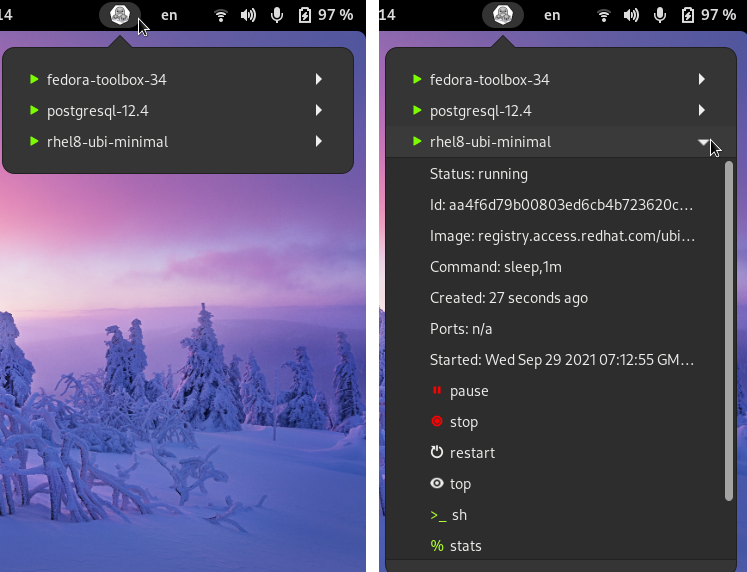 14
en
97 %
fedora-toolbox-34
postgresql-12.4
rhel8-ubi-minimal
14
en
97 %
fedora-toolbox-34
postgresql-12.4
rhel8-ubi-minimal
Status: running
Id: aa4f6d79b00803ed6cb4b723620c...
Image: registry.access.redhat.com/ubi...
Command: sleep,1m
Created: 27 seconds ago
Ports: n/a
Started: Wed Sep 29 2021 07:12:55 GM...
pause
stop
restart
top
>_ sh
% stats